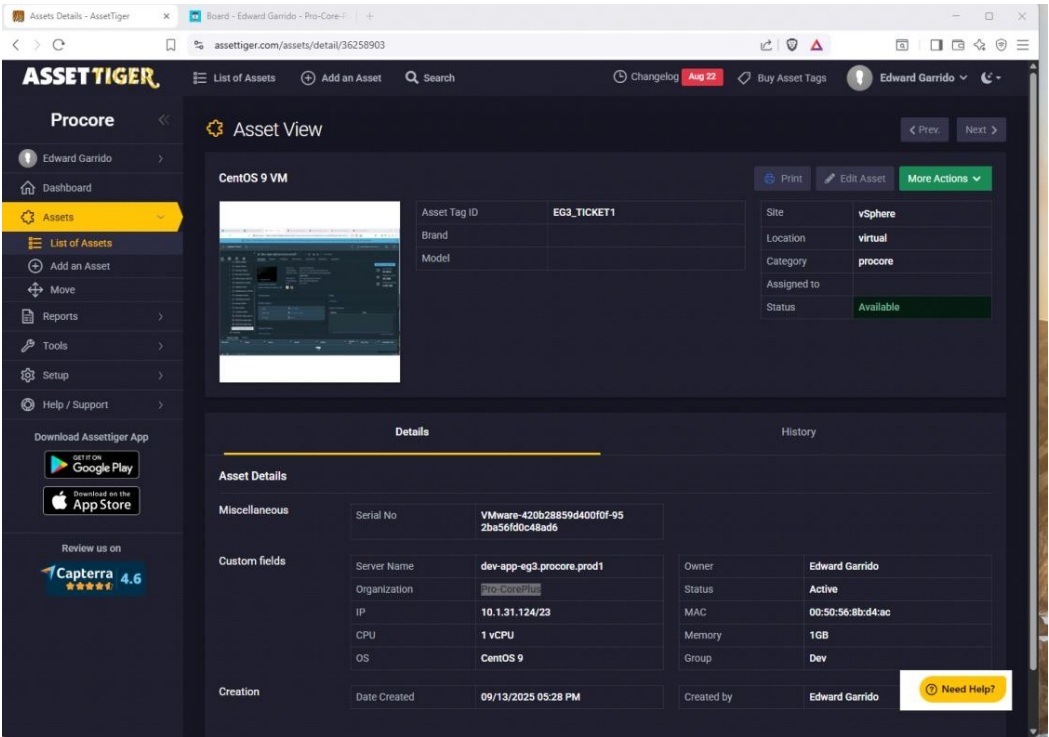 Assets Details - AssetTiger
Board - Edward Garrido - Pro-Core-P
assettiger.com/assets/detail/36258903
ASSETTIGER.
List of Assets
Add an Asset
Search
Changelog Aug 22
Buy Asset Tags
Edward Garrido
Procore
Edward Garrido
Dashboard
Assets
List of Assets
Add an Asset
Move
Reports
Tools
Setup
Help / Support
Download Assettiger App
GET IT ON
Google Play
Download on the
App Store
Review us on
Capterra 4.6
Asset View
Prev.
Next
CentOS 9 VM
Print
Edit Asset
More Actions
Asset Tag ID EG3_TICKET1
Brand
Model
Site vSphere
Location virtual
Category procore
Assigned to
Status Available
Details
History
Asset Details
Miscellaneous
Serial No VMware-420b28859d400f0f-95
2ba56fd0c48ad6
Custom fields
Server Name dev-app-eg3.procore.prod1
Organization Pro-CorePlus
IP 10.1.31.124/23
CPU 1 vCPU
OS CentOS 9
Owner Edward Garrido
Status Active
MAC 00:50:56:8b:d4:ac
Memory 1GB
Group Dev
Creation
Date Created 09/13/2025 05:28 PM
Created by Edward Garrido
Need Help?